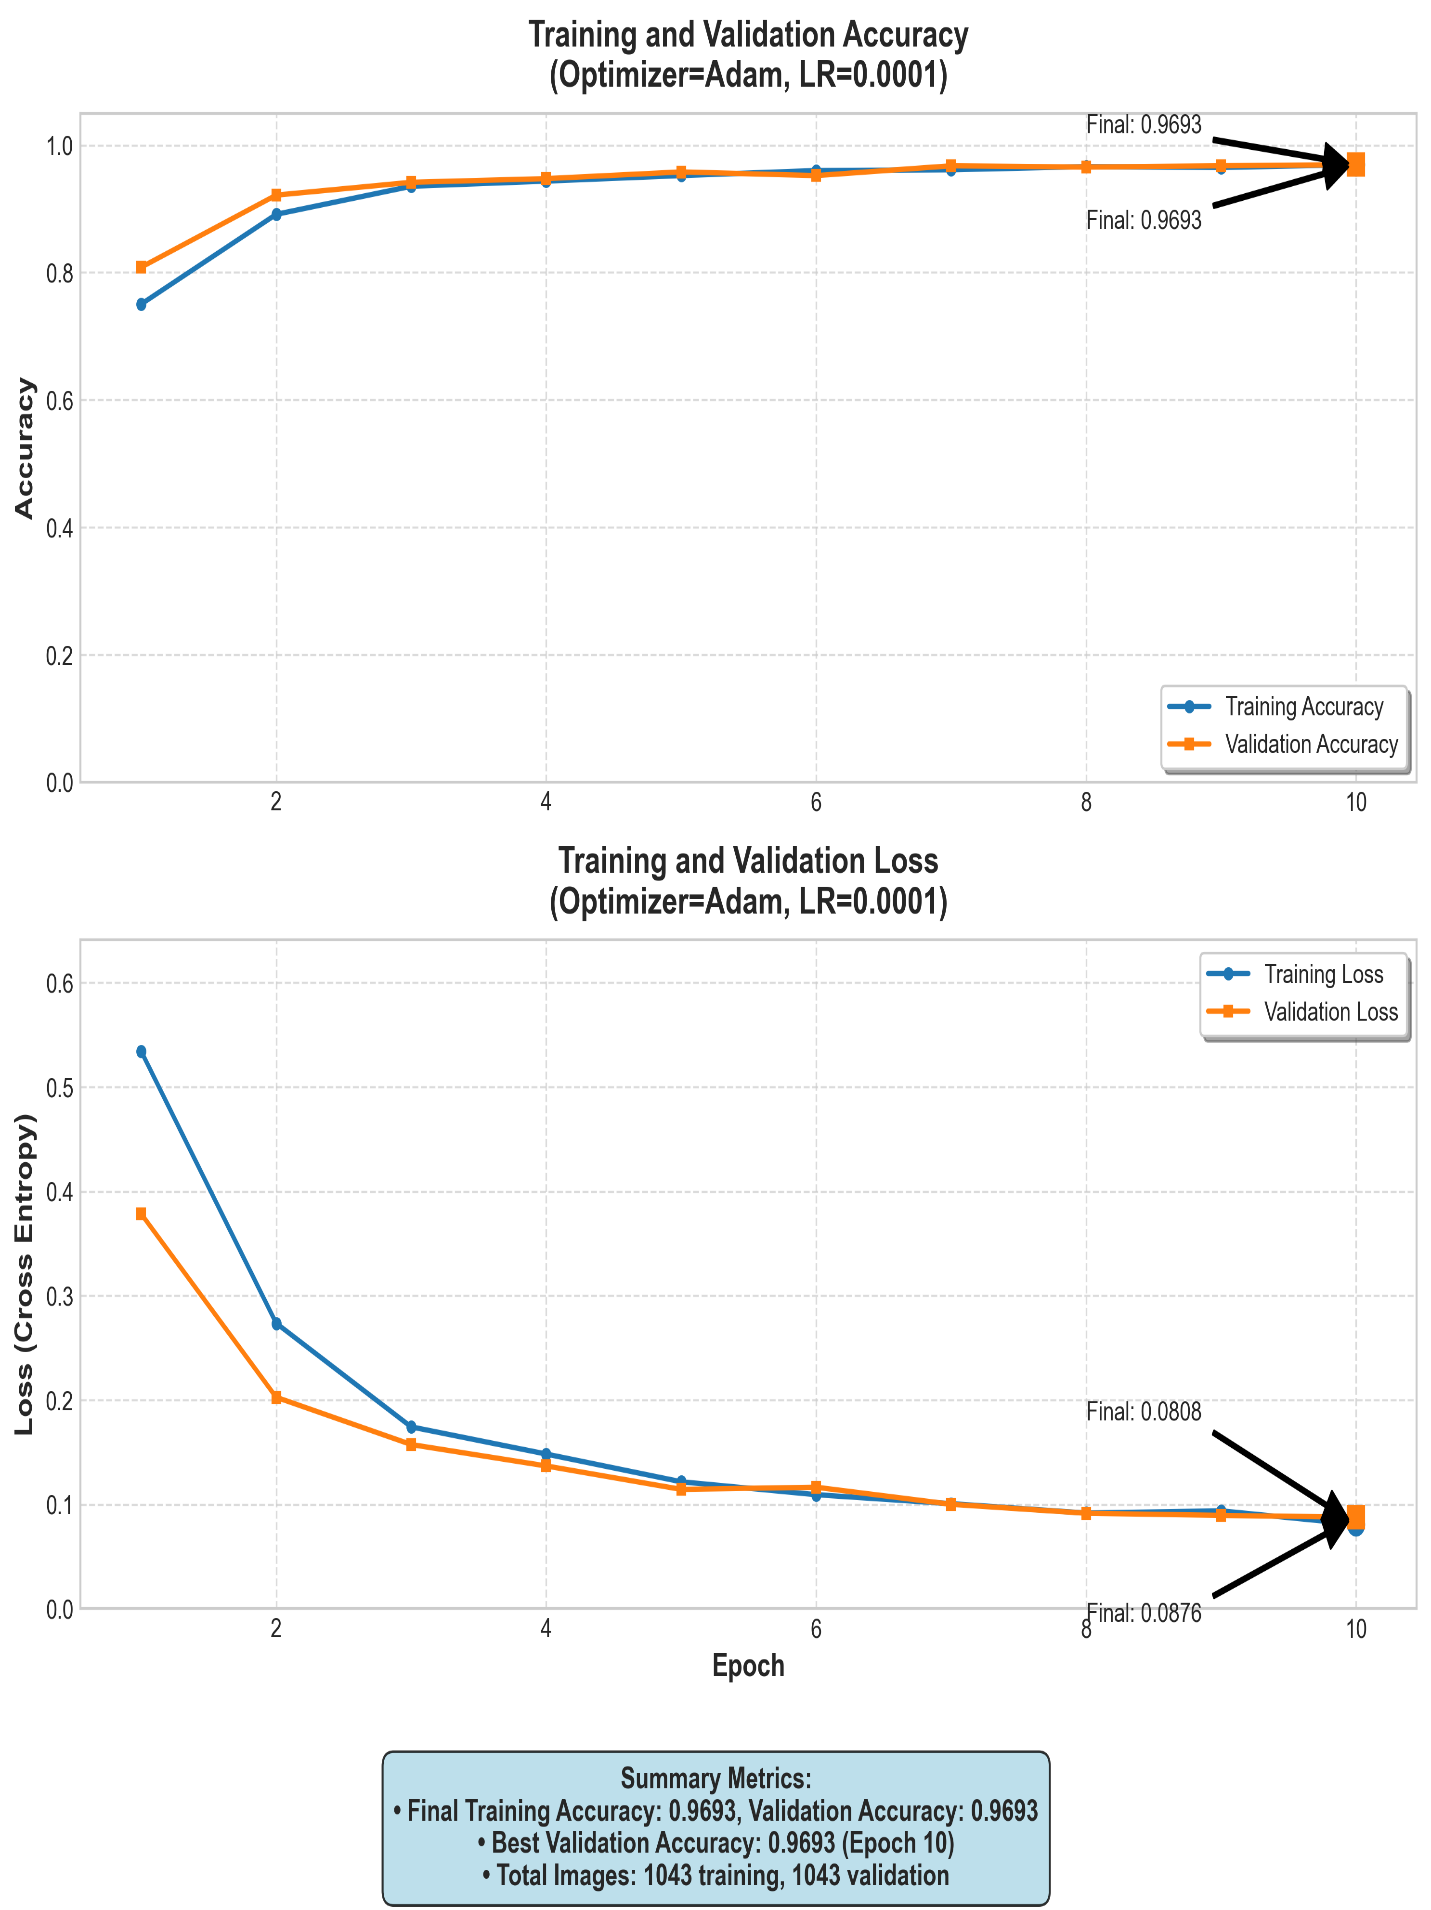 Training and Validation Accuracy
(Optimizer=Adam, LR=0.0001)
Final: 0.9693
Final: 0.9693
Accuracy
1.0
0.8
0.6
0.4
0.2
0.0
2 4 6 8 10
Training Accuracy
Validation Accuracy
Training and Validation Loss
(Optimizer=Adam, LR=0.0001)
Training Loss
Validation Loss
Loss (Cross Entropy)
0.6
0.5
0.4
0.3
0.2
0.1
0.0
Final: 0.0808
Final: 0.0876
2 4 6 8 10
Epoch
Summary Metrics:
• Final Training Accuracy: 0.9693, Validation Accuracy: 0.9693
• Best Validation Accuracy: 0.9693 (Epoch 10)
• Total Images: 1043 training, 1043 validation